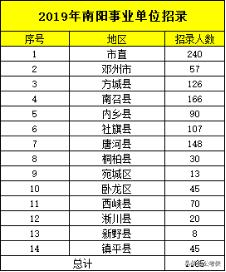 2019年南阳事业单位招录
序号 地区 招录人数
1 市直 240
2 邓州市 57
3 方城县 126
4 南召县 166
5 内乡县 90
6 社旗县 107
7 唐河县 148
8 桐柏县 30
9 宛城区 13
10 卧龙区 45
11 西峡县 70
12 淅川县 20
13 新野县 8
14 镇平县 45
总计